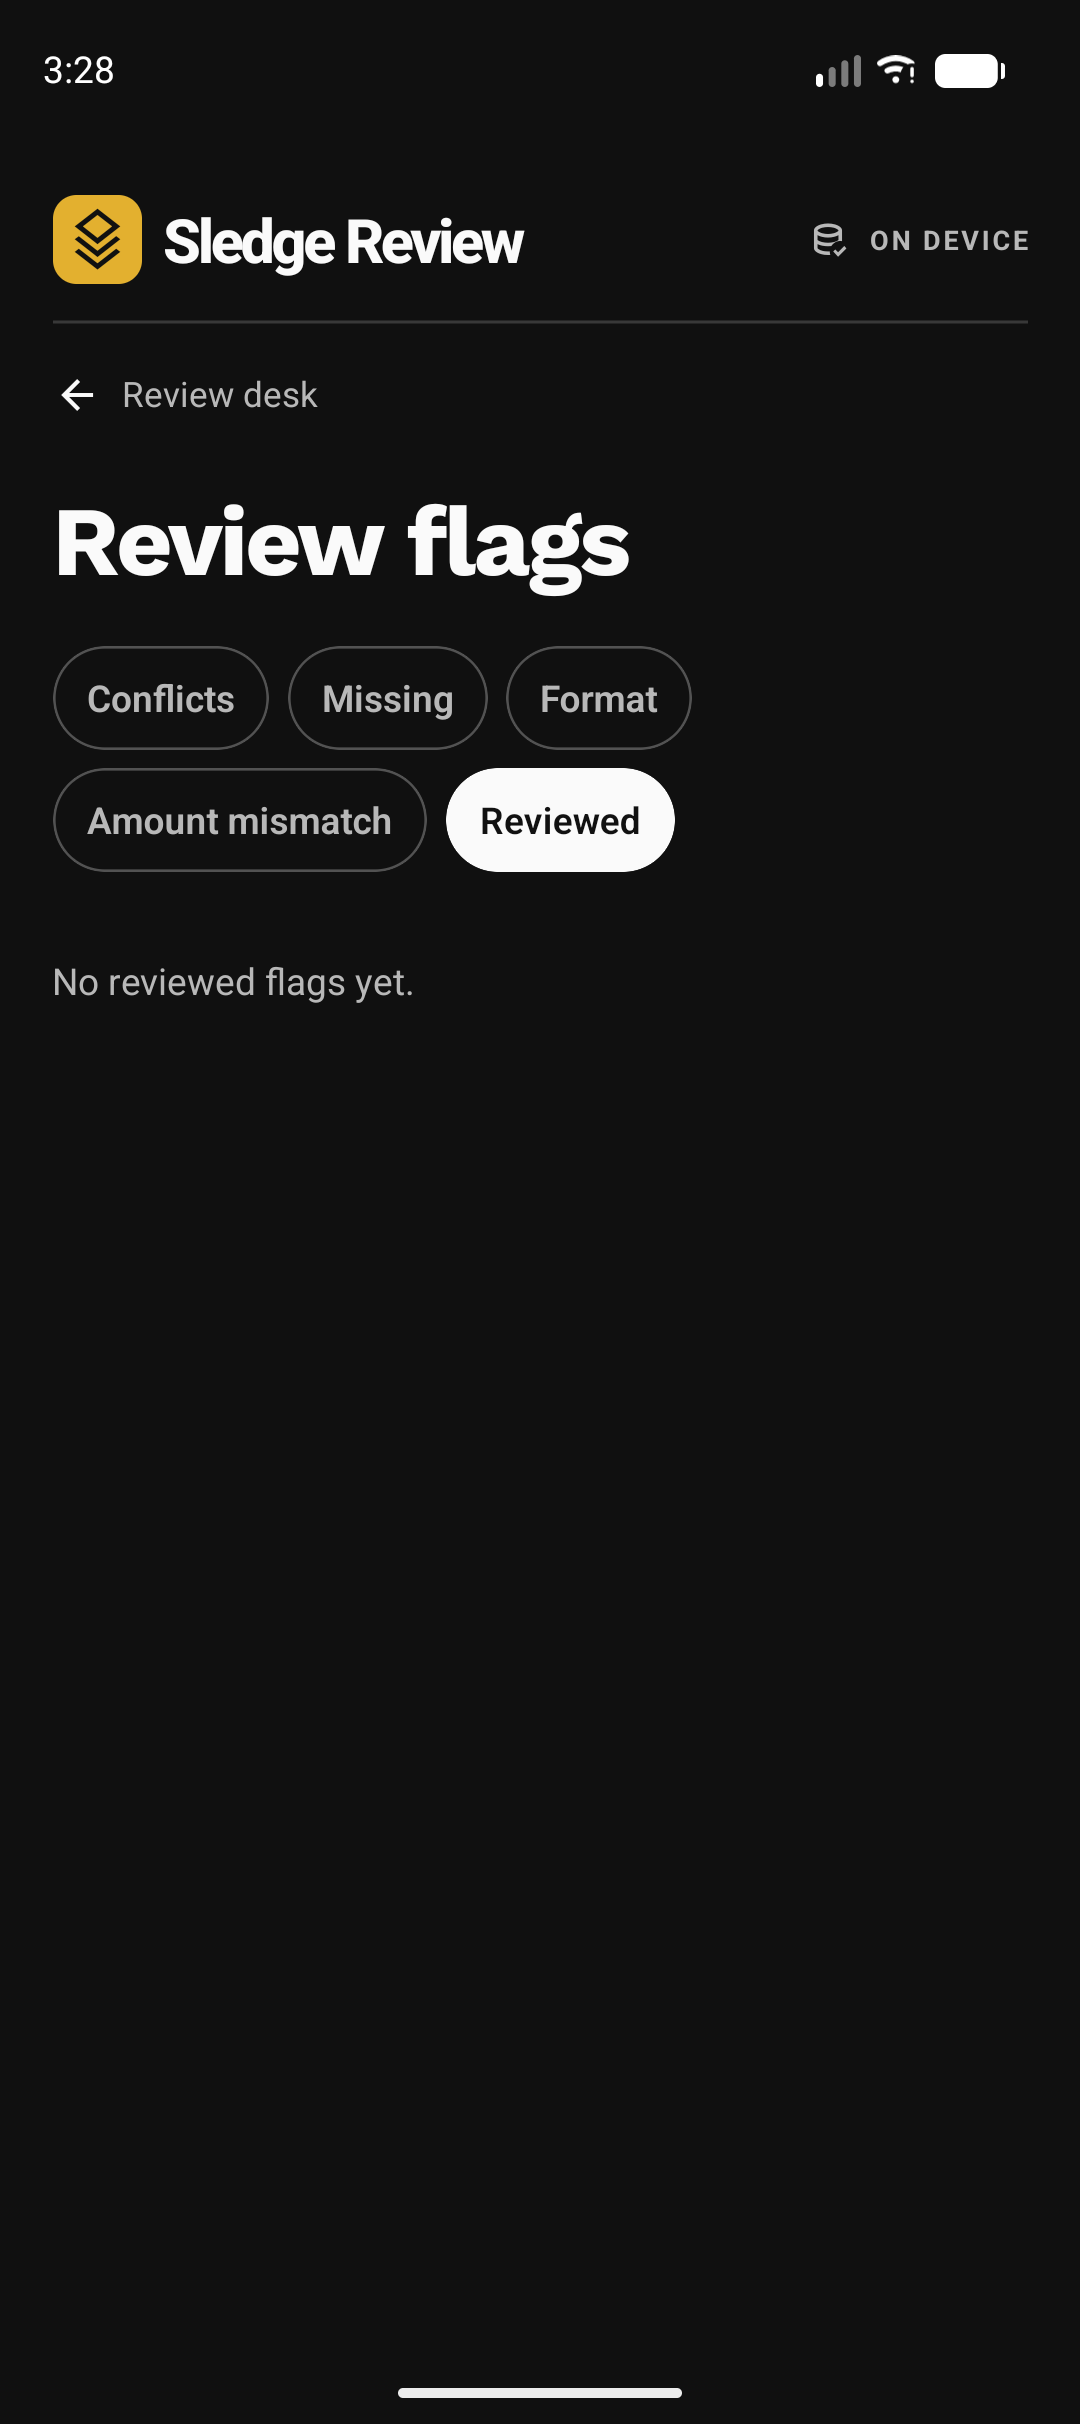 3:28
Sledge Review
ON DEVICE
Review desk
Review flags
Conflicts Missing Format
Amount mismatch Reviewed
No reviewed flags yet.